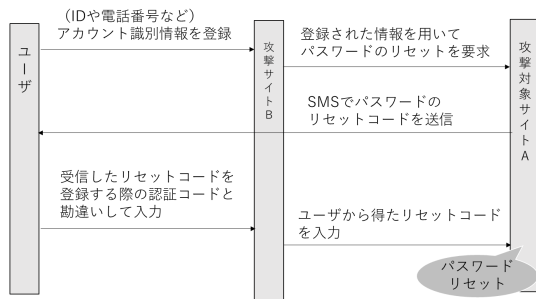 （IDや電話番号など）
アカウント識別情報を登録
ユーザ
攻撃サイトB
登録された情報を用いて
パスワードのリセットを要求
攻撃対象サイトA
SMSでパスワードの
リセットコードを送信
受信したリセットコードを
登録する際の認証コードと
勘違いして入力
ユーザから得たリセットコード
を入力
パスワード
リセット